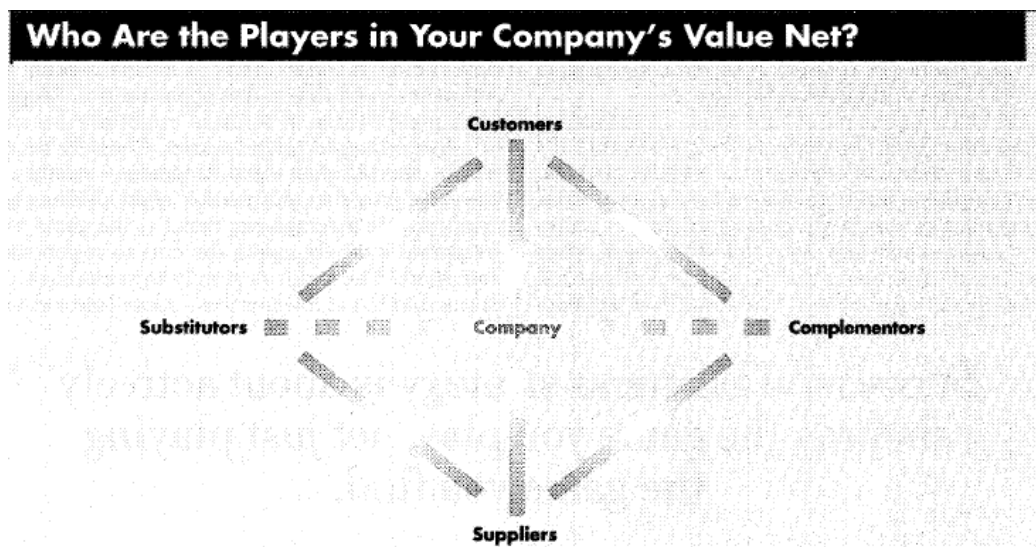 Who Are the Players in Your Company's Value Net?
Customers
Substitutors Company Complementors
Suppliers